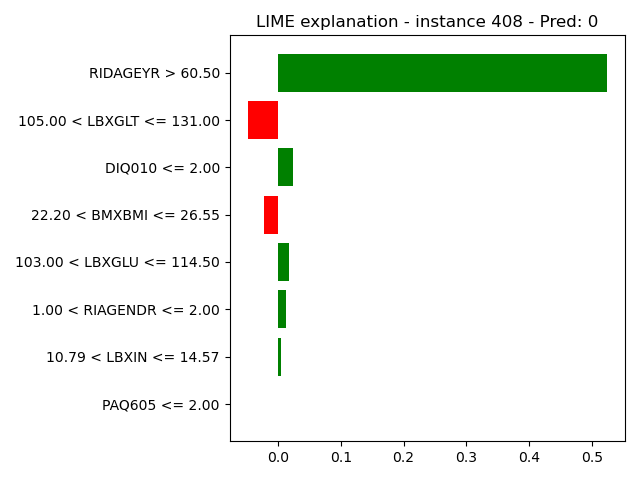 LIME explanation - instance 408 - Pred: 0
RIDAGEYR > 60.50
105.00 < LBXGLT <= 131.00
DIQ010 <= 2.00
22.20 < BMXBMI <= 26.55
103.00 < LBXGLU <= 114.50
1.00 < RIAGENDR <= 2.00
10.79 < LBXIN <= 14.57
PAQ605 <= 2.00
0.0 0.1 0.2 0.3 0.4 0.5